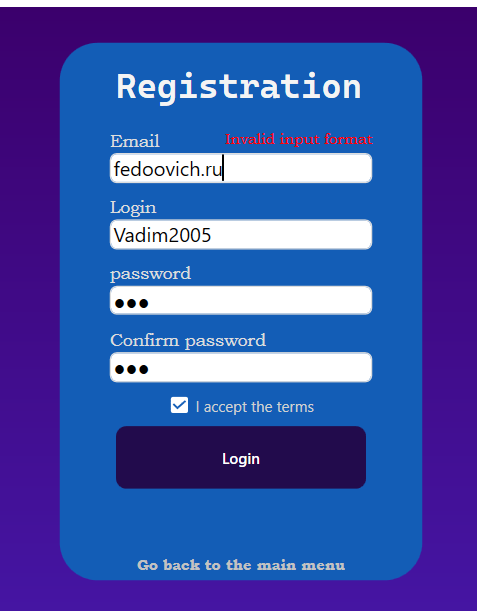 Registration
Email Invalid input format
fedoovich.ru
Login
Vadim2005
password
●●●
Confirm password
●●●
I accept the terms
Login
Go back to the main menu